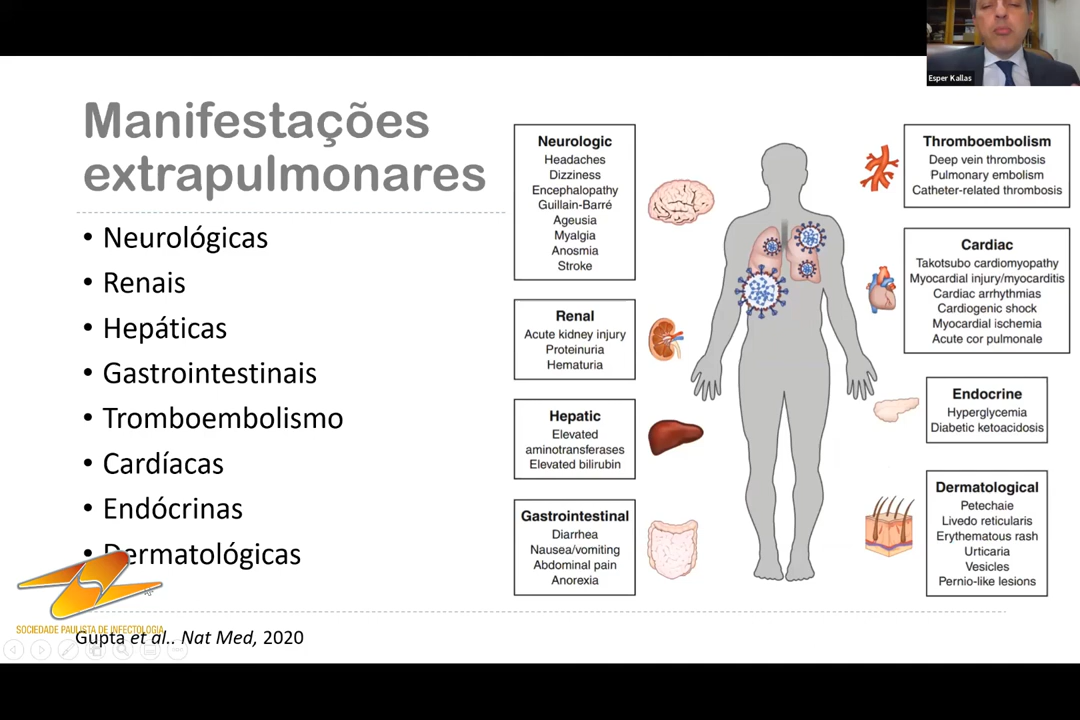 Esper Kallas
Manifestações
extrapulmonares
• Neurológicas
• Renais
• Hepáticas
• Gastrointestinais
• Tromboembolismo
• Cardíacas
• Endócrinas
• Dermatológicas
Neurologic
Headaches
Dizziness
Encephalopathy
Guillain-Barré
Ageusia
Myalgia
Anosmia
Stroke
Renal
Acute kidney injury
Proteinuria
Hematuria
Hepatic
Elevated
aminotransferases
Elevated bilirubin
Gastrointestinal
Diarrhea
Nausea/vomiting
Abdominal pain
Anorexia
Thromboembolism
Deep vein thrombosis
Pulmonary embolism
Catheter-related thrombosis
Cardiac
Takotsubo cardiomyopathy
Myocardial injury/myocarditis
Cardiac arrhythmias
Cardiogenic shock
Myocardial ischemia
Acute cor pulmonale
Endocrine
Hyperglycemia
Diabetic ketoacidosis
Dermatological
Petechiae
Livedo reticularis
Erythematous rash
Urticaria
Vesicles
Pernio-like lesions
SOCIEDADE PAULISTA DE INFECTOLOGIA
Gupta et al.. Nat Med, 2020